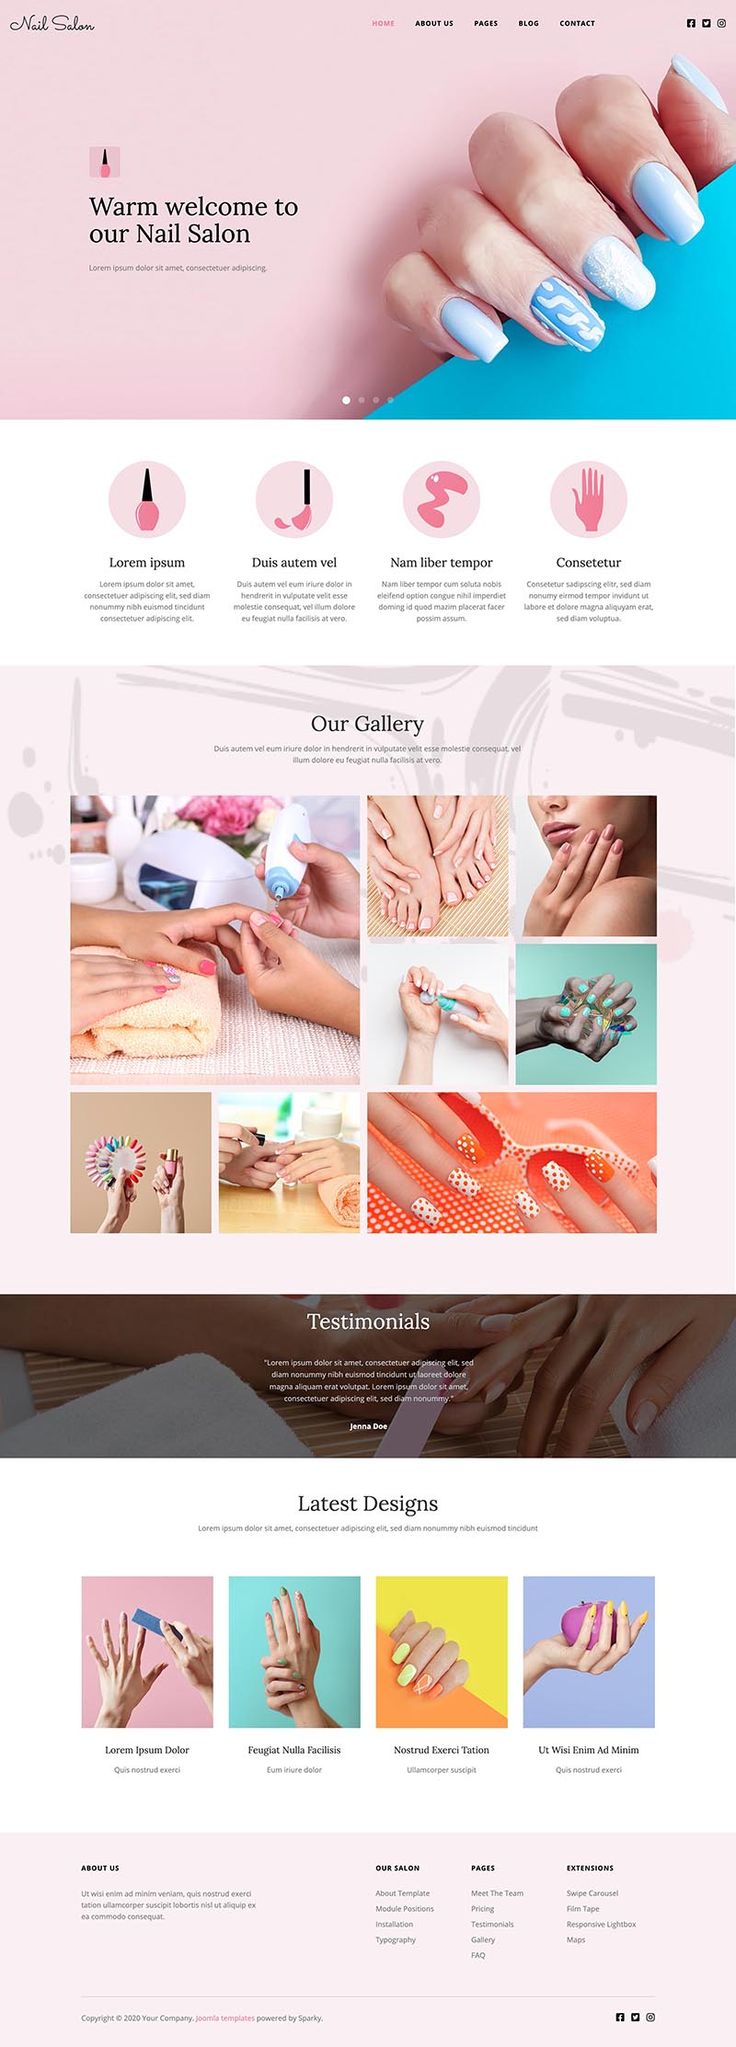 Nail Salon
HOME ABOUT US PAGES BLOG CONTACT
Warm welcome to
our Nail Salon
Lorem ipsum dolor sit amet, consectetuer adipiscing.
Lorem ipsum
Lorem ipsum dolor sit amet,
consectetuer adipiscing elit, sed diam
nonummy nibh euismod tincidunt
consectetuer adipiscing elit.
Duis autem vel
Duis autem vel eum iriure dolor in
hendrerit in vulputate velit esse
molestie consequat, vel illum dolore
eu feugiat nulla facilisis at vero.
Nam liber tempor
Nam liber tempor cum soluta nobis
eleifend option congue nihil imperdiet
doming id quod mazim placerat facer
possim assum.
Consetetur
Consetetur sadipscing elitr, sed diam
nonumy eirmod tempor invidunt ut
labore et dolore magna aliquyam erat,
sed diam voluptua.
Our Gallery
Duis autem vel eum iriure dolor in hendrerit in vulputate velit esse molestie consequat, vel
illum dolore eu feugiat nulla facilisis at vero.
Testimonials
"Lorem ipsum dolor sit amet, consectetuer adipiscing elit, sed
diam nonummy nibh euismod tincidunt ut laoreet dolore
magna aliquam erat volutpat. Lorem ipsum dolor sit amet,
consectetuer adipiscing elit, sed diam nonummy."
Jenna Doe
Latest Designs
Lorem ipsum dolor sit amet, consectetuer adipiscing elit, sed diam nonummy nibh euismod tincidunt
Lorem Ipsum Dolor
Quis nostrud exerci
Feugiat Nulla Facilisis
Eum iriure dolor
Nostrud Exerci Tation
Ullamcorper suscipit
Ut Wisi Enim Ad Minim
Quis nostrud exerci
ABOUT US
Ut wisi enim ad minim veniam, quis nostrud exerci
tation ullamcorper suscipit lobortis nisl ut aliquip ex
ea commodo consequat.
OUR SALON
About Template
Module Positions
Installation
Typography
PAGES
Meet The Team
Pricing
Testimonials
Gallery
FAQ
EXTENSIONS
Swipe Carousel
Film Tape
Responsive Lightbox
Maps
Copyright © 2020 Your Company. Joomla templates powered by Sparky.